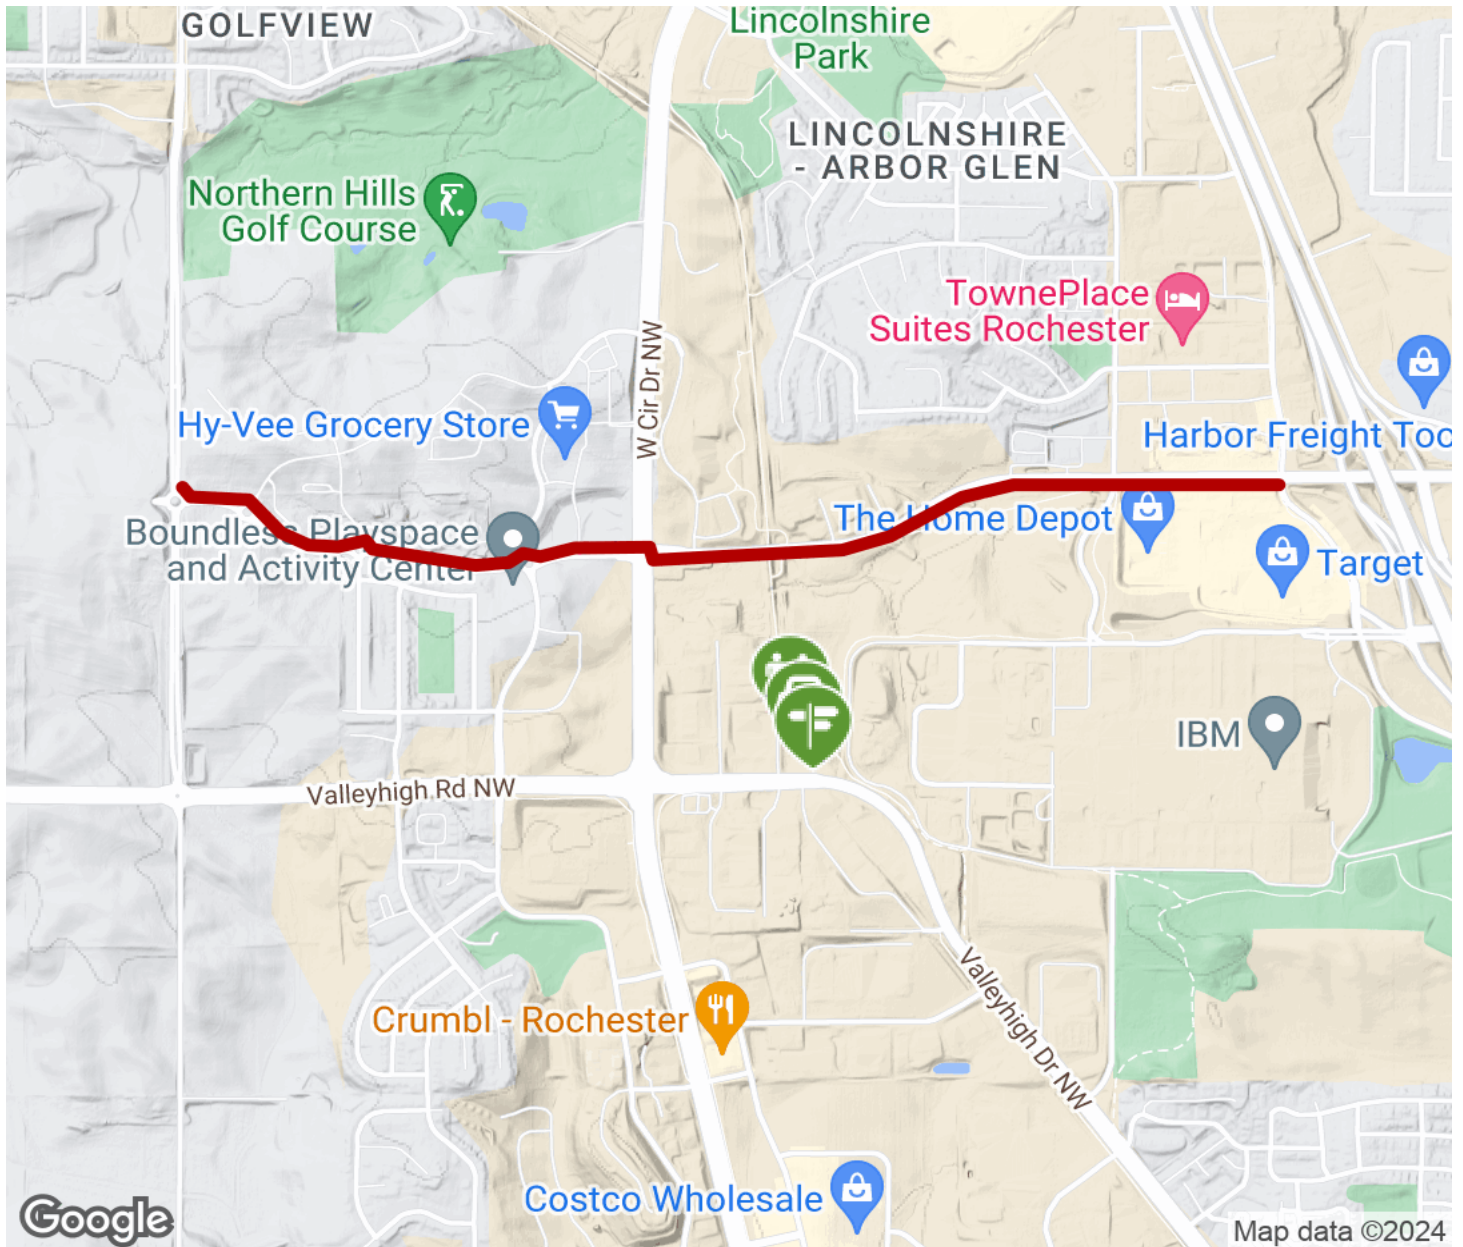 GOLFVIEW
Lincolnshire
Park
LINCOLNSHIRE
- ARBOR GLEN
Northern Hills
Golf Course
TownePlace
Suites Rochester
W Cir Dr NW
Hy-Vee Grocery Store
Harbor Freight Too
The Home Depot
Boundless Playspace
and Activity Center
Target
IBM
Valleyhigh Rd NW
Valleyhigh Dr NW
Crumbl - Rochester
Costco Wholesale
Google
Map data ©2024